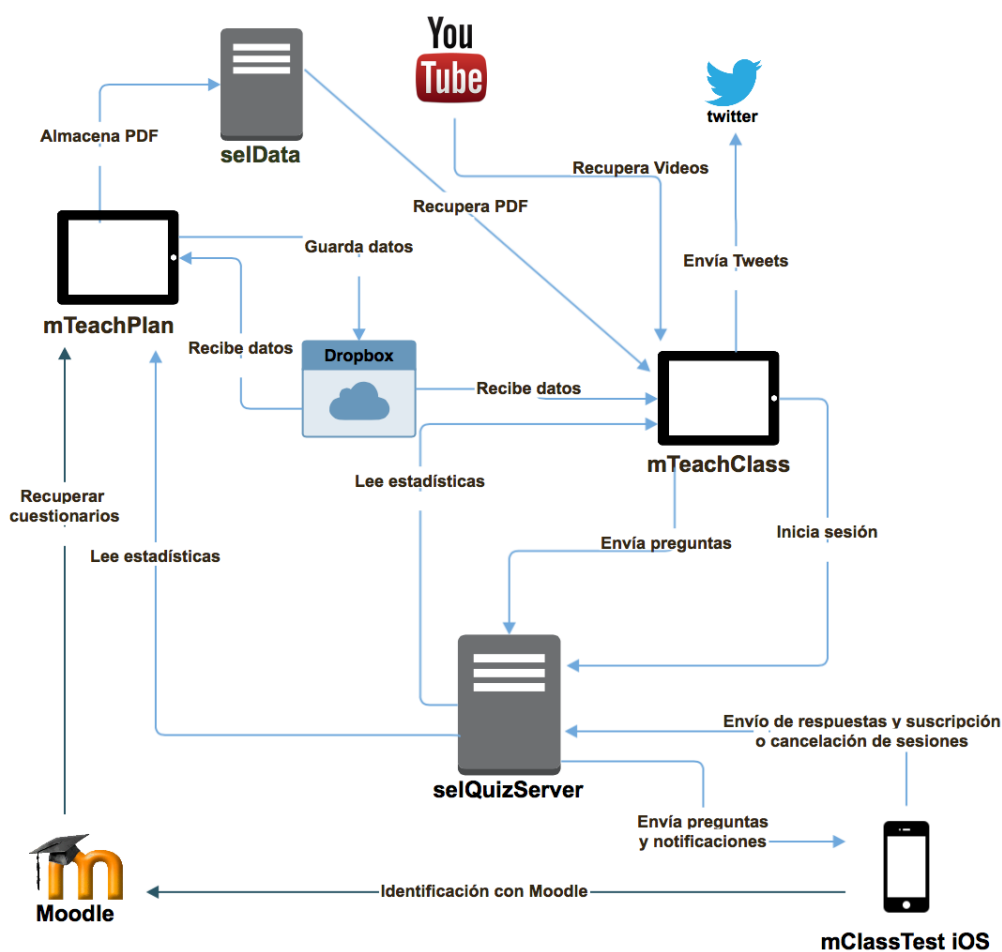 You
Tube
twitter
Almacena PDF
selData
Recupera Videos
Recupera PDF
Guarda datos
Envía Tweets
mTeachPlan
Recibe datos
Dropbox
Recibe datos
mTeachClass
Lee estadísticas
Recuperar
cuestionarios
Inicia sesión
Envía preguntas
Lee estadísticas
Envío de respuestas y suscripción
o cancelación de sesiones
selQuizServer
Envía preguntas
y notificaciones
m
Identificación con Moodle
Moodle
mClassTest iOS